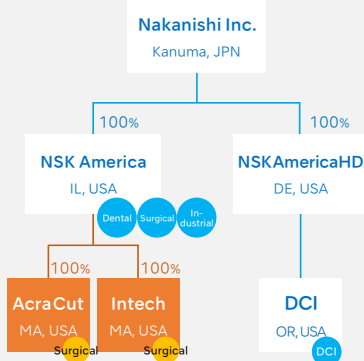 Nakanishi Inc.
Kanuma, JPN
100%
100%
NSK America
IL, USA
NSKAmericaHD
DE, USA
Dental
Surgical
In-
dustrial
100%
100%
AcraCut
MA, USA
Surgical
Intech
MA, USA
Surgical
DCI
OR, USA
DCI